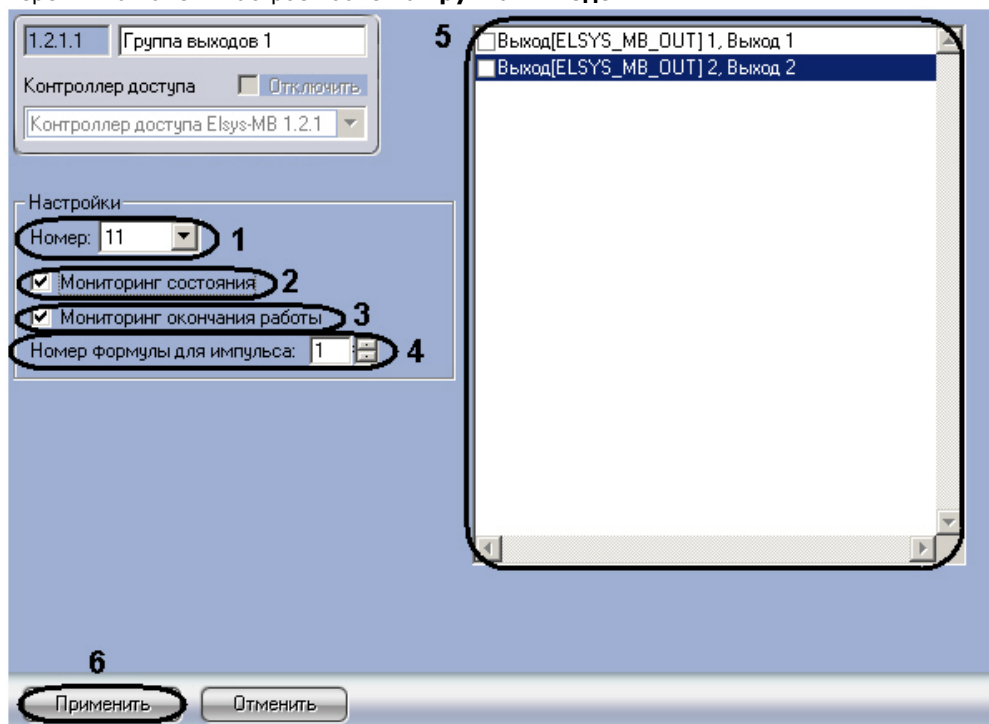 1.2.1.1 Группа выходов 1
Контроллер доступа Отключить
Контроллер доступа Elsys-MB 1.2.1
Настройки
Номер: 11 1
Мониторинг состояния 2
Мониторинг окончания работы 3
Номер формулы для импульса: 1 4
5
Выход[ELSYS_MB_OUT] 1, Выход 1
Выход[ELSYS_MB_OUT] 2, Выход 2
6
Применить Отменить